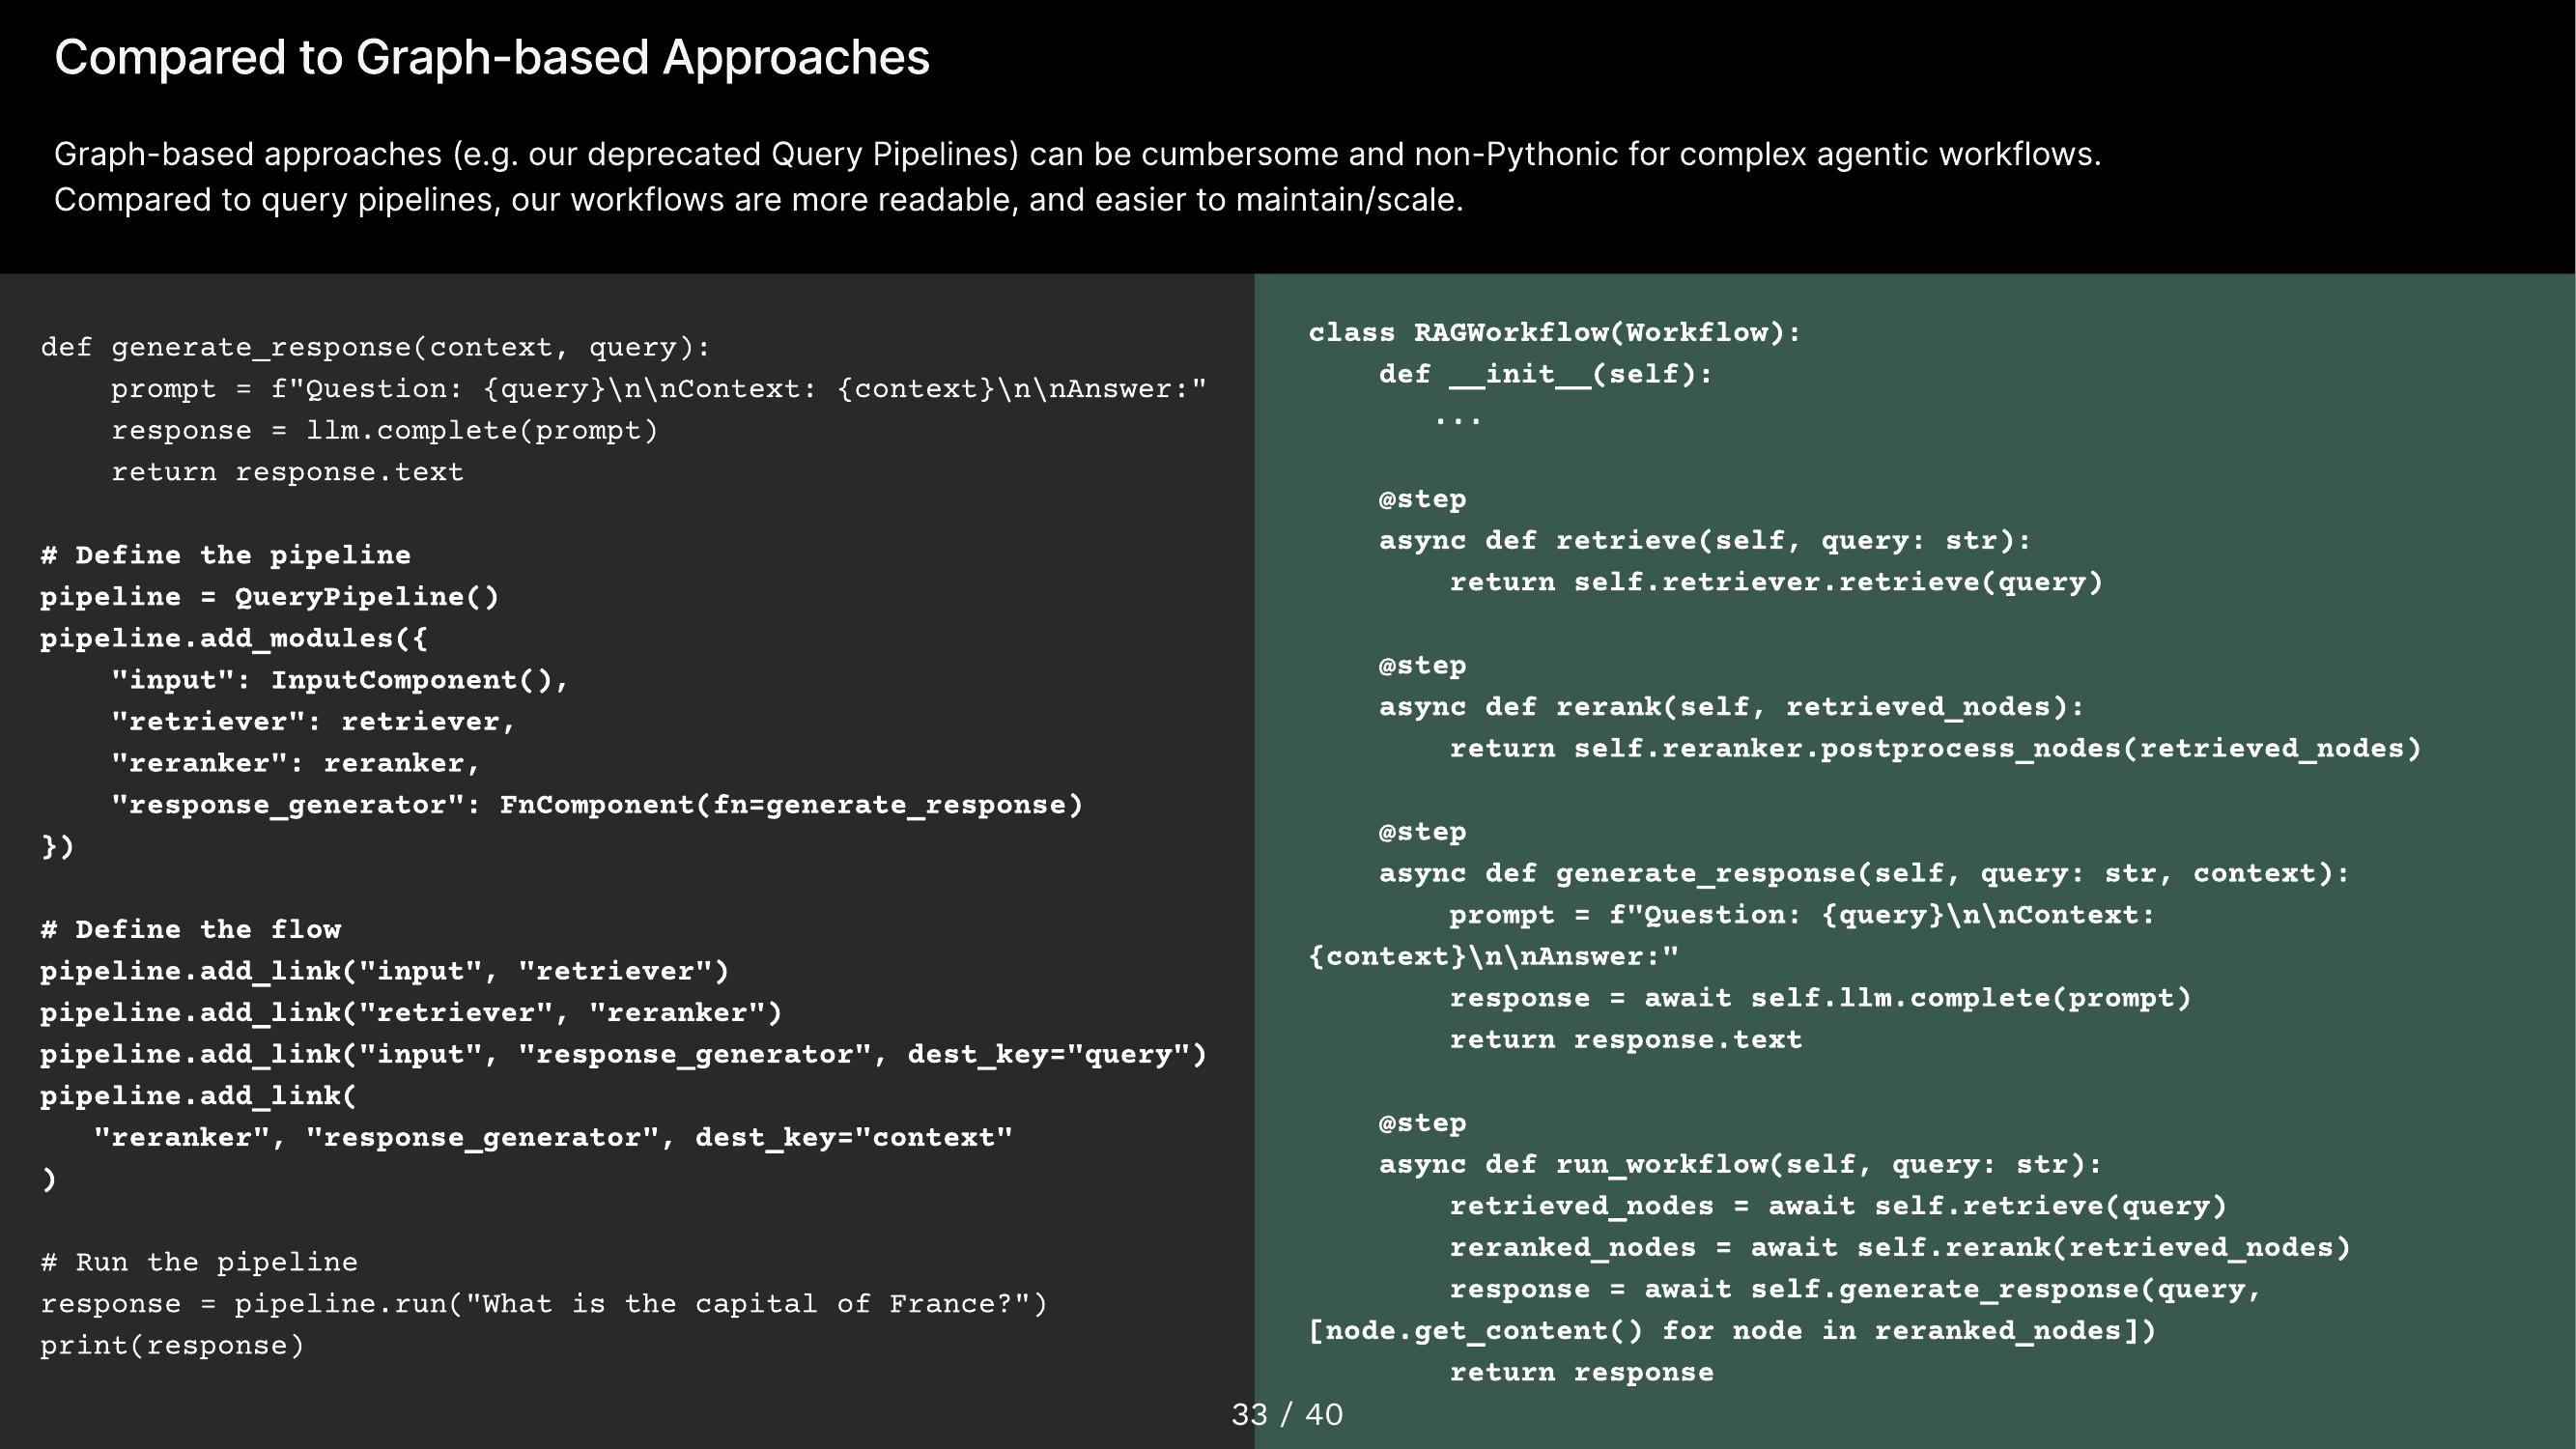 Compared to Graph-based Approaches
Graph-based approaches (e.g. our deprecated Query Pipelines) can be cumbersome and non-Pythonic for complex agentic workflows.
Compared to query pipelines, our workflows are more readable, and easier to maintain/scale.
def generate_response(context, query):
    prompt = f"Question: {query}\n\nContext: {context}\n\nAnswer:"
    response = llm.complete(prompt)
    return response.text
# Define the pipeline
pipeline = QueryPipeline()
pipeline.add_modules({
    "input": InputComponent(),
    "retriever": retriever,
    "reranker": reranker,
    "response_generator": FnComponent(fn=generate_response)
})
# Define the flow
pipeline.add_link("input", "retriever")
pipeline.add_link("retriever", "reranker")
pipeline.add_link("input", "response_generator", dest_key="query")
pipeline.add_link(
   "reranker", "response_generator", dest_key="context"
)
# Run the pipeline
response = pipeline.run("What is the capital of France?")
print(response)
class RAGWorkflow(Workflow):
    def __init__(self):
       ...
    @step
    async def retrieve(self, query: str):
        return self.retriever.retrieve(query)
    @step
    async def rerank(self, retrieved_nodes):
        return self.reranker.postprocess_nodes(retrieved_nodes)
    @step
    async def generate_response(self, query: str, context):
        prompt = f"Question: {query}\n\nContext:
{context}\n\nAnswer:"
        response = await self.llm.complete(prompt)
        return response.text
    @step
    async def run_workflow(self, query: str):
        retrieved_nodes = await self.retrieve(query)
        reranked_nodes = await self.rerank(retrieved_nodes)
        response = await self.generate_response(query,
[node.get_content() for node in reranked_nodes])
        return response
33 / 40